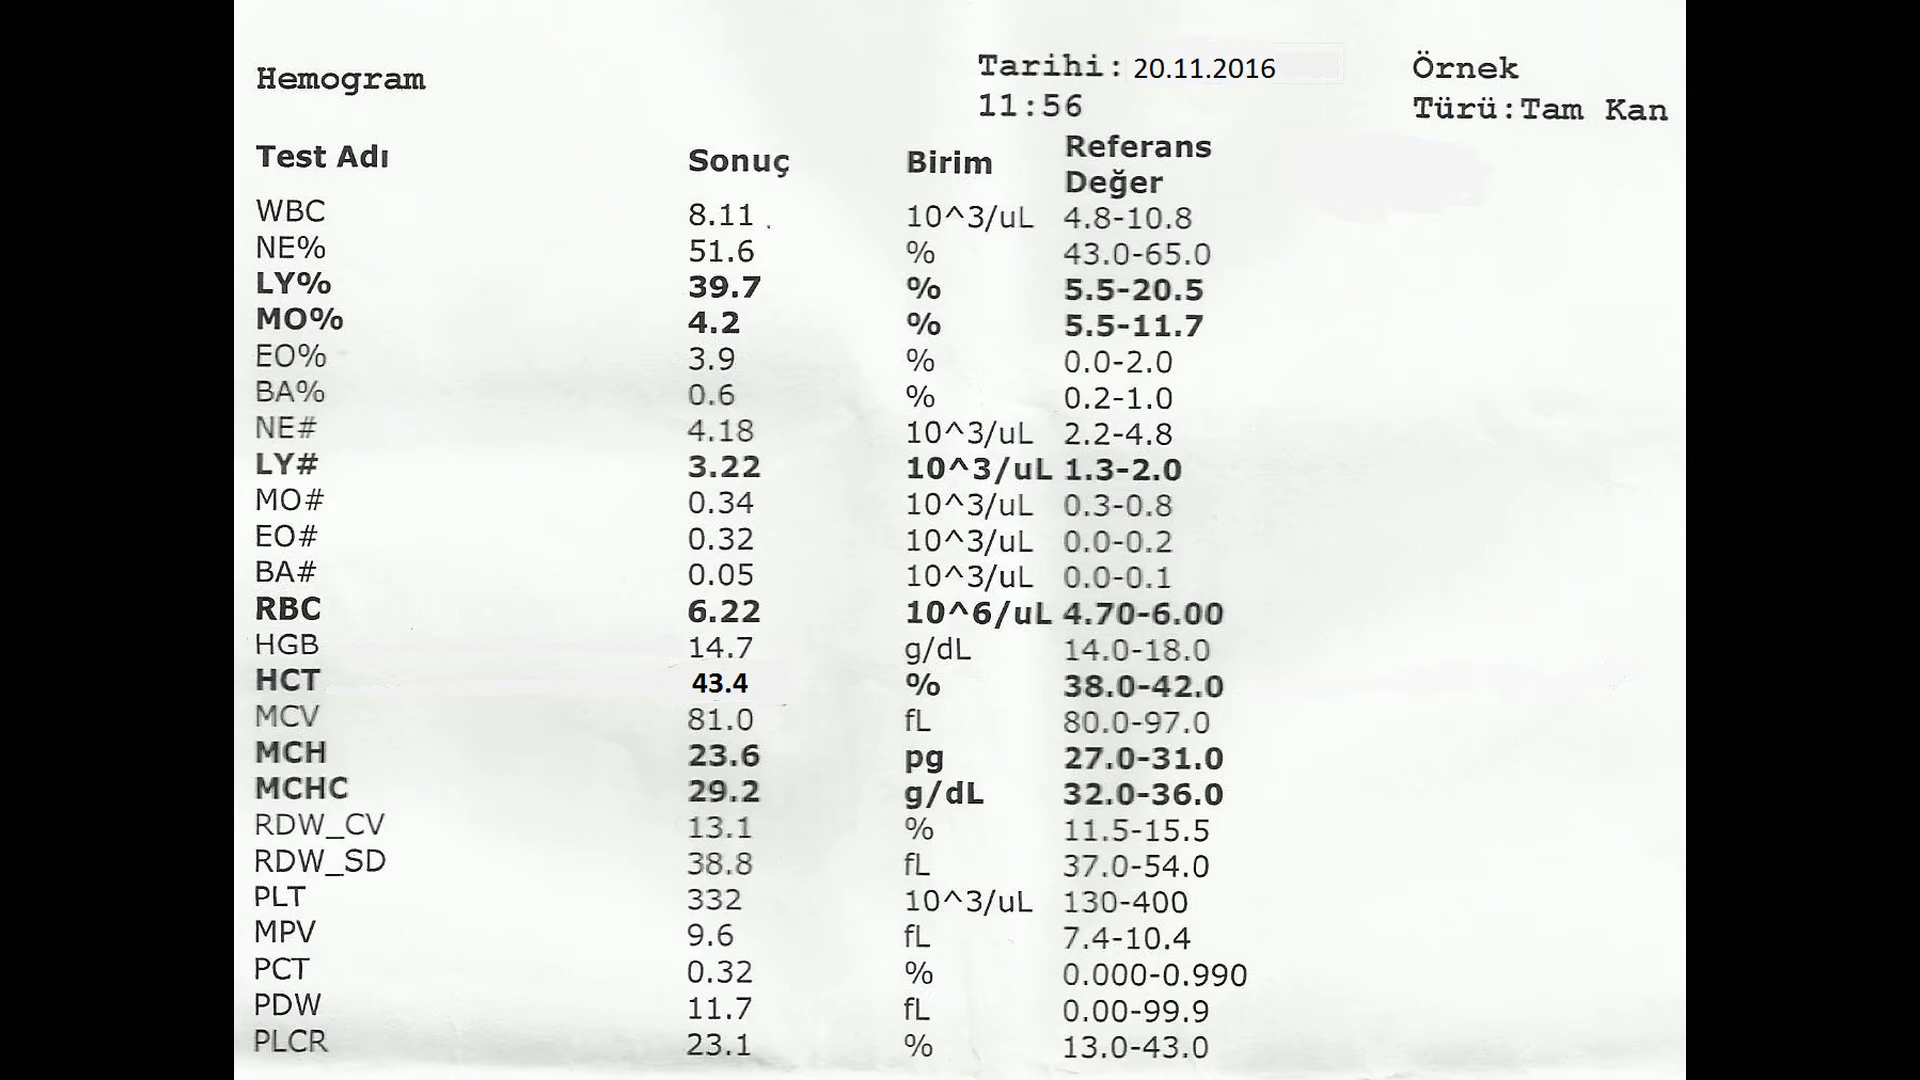 Hemogram Tarihi: 20.11.2016 Örnek
11:56 Türü:Tam Kan
Test Adı Sonuç Birim Referans Değer
WBC 8.11 10^3/uL 4.8-10.8
NE% 51.6 % 43.0-65.0
LY% 39.7 % 5.5-20.5
MO% 4.2 % 5.5-11.7
EO% 3.9 % 0.0-2.0
BA% 0.6 % 0.2-1.0
NE# 4.18 10^3/uL 2.2-4.8
LY# 3.22 10^3/uL 1.3-2.0
MO# 0.34 10^3/uL 0.3-0.8
EO# 0.32 10^3/uL 0.0-0.2
BA# 0.05 10^3/uL 0.0-0.1
RBC 6.22 10^6/uL 4.70-6.00
HGB 14.7 g/dL 14.0-18.0
HCT 43.4 % 38.0-42.0
MCV 81.0 fL 80.0-97.0
MCH 23.6 pg 27.0-31.0
MCHC 29.2 g/dL 32.0-36.0
RDW_CV 13.1 % 11.5-15.5
RDW_SD 38.8 fL 37.0-54.0
PLT 332 10^3/uL 130-400
MPV 9.6 fL 7.4-10.4
PCT 0.32 % 0.000-0.990
PDW 11.7 fL 0.00-99.9
PLCR 23.1 % 13.0-43.0